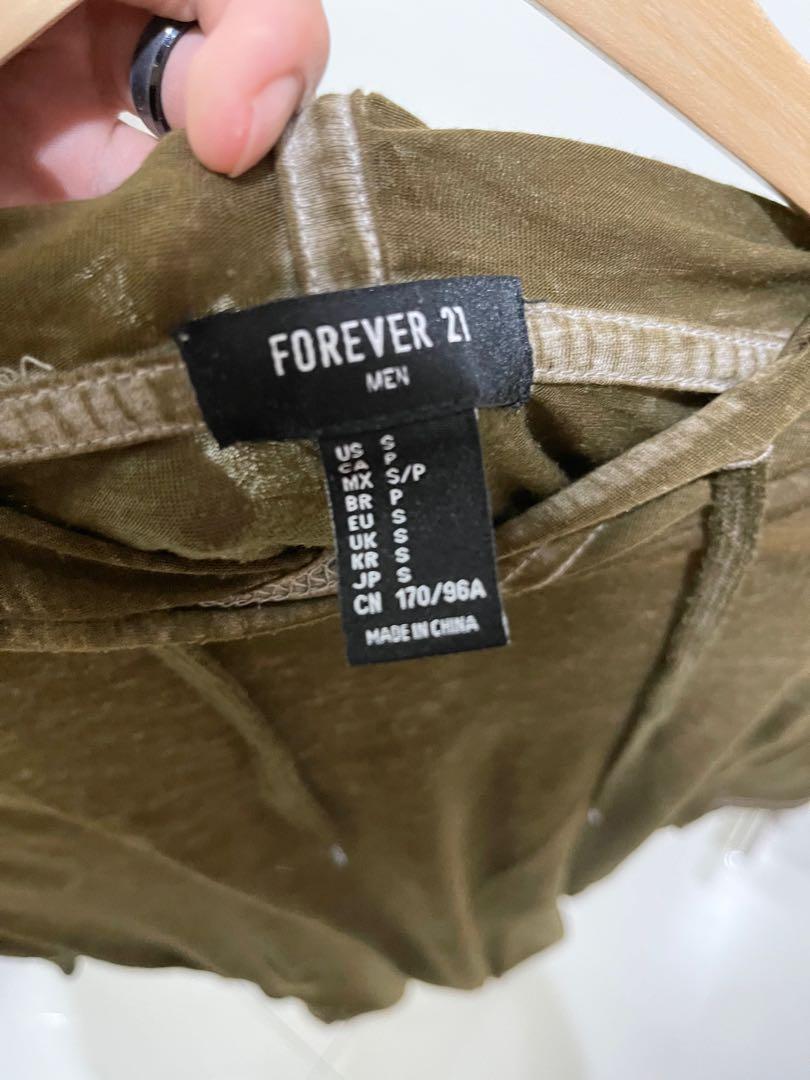 FOREVER 21
MEN
US S
CA P
MX S/P
BR P
EU S
UK S
KR S
JP S
CN 170/96A
MADE IN CHINA